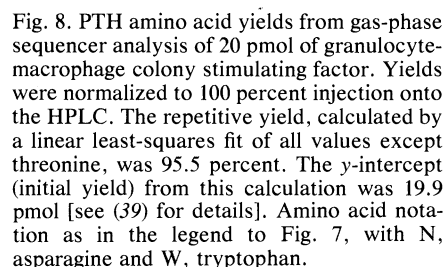 Fig. 8. PTH amino acid yields from gas-phase
sequencer analysis of 20 pmol of granulocyte-
macrophage colony stimulating factor. Yields
were normalized to 100 percent injection onto
the HPLC. The repetitive yield, calculated by
a linear least-squares fit of all values except
threonine, was 95.5 percent. The y-intercept
(initial yield) from this calculation was 19.9
pmol [see (39) for details]. Amino acid nota-
tion as in the legend to Fig. 7, with N,
asparagine and W, tryptophan.